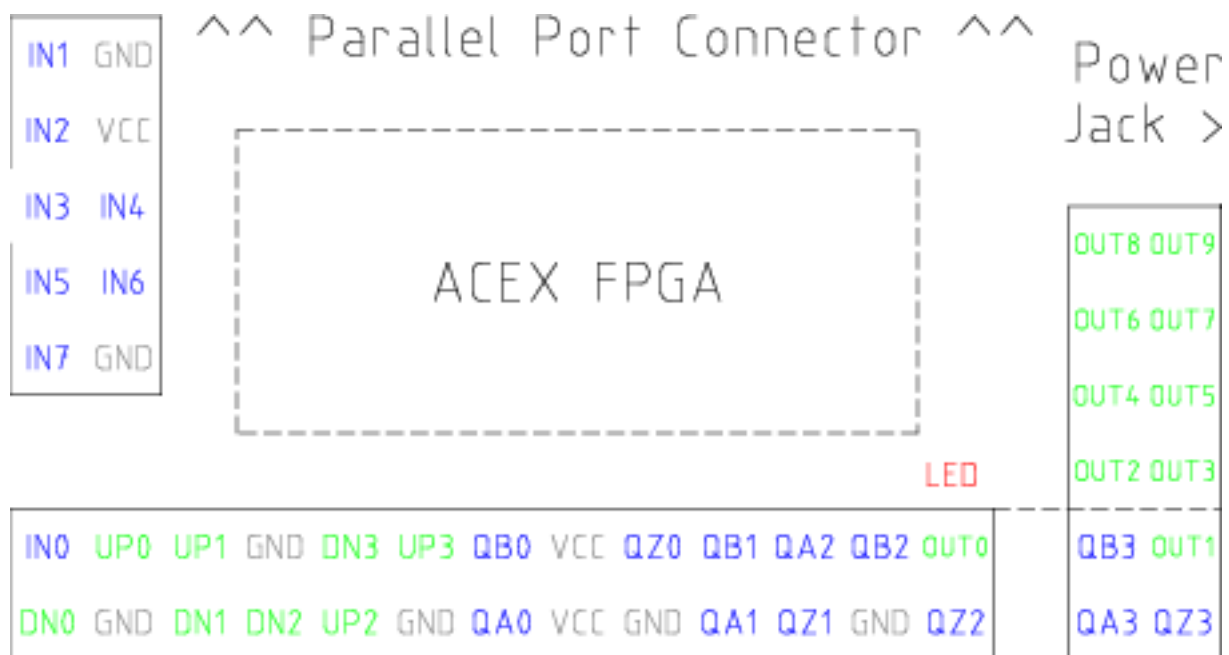 ^^ Parallel Port Connector ^^
Power
Jack >
IN1 GND
IN2 VCC
IN3 IN4
IN5 IN6
IN7 GND
ACEX FPGA
OUT8 OUT9
OUT6 OUT7
OUT4 OUT5
OUT2 OUT3
LED
IN0 UP0 UP1 GND DN3 UP3 QB0 VCC QZ0 QB1 QA2 QB2 OUT0
QB3 OUT1
DN0 GND DN1 DN2 UP2 GND QA0 VCC GND QA1 QZ1 GND QZ2
QA3 QZ3